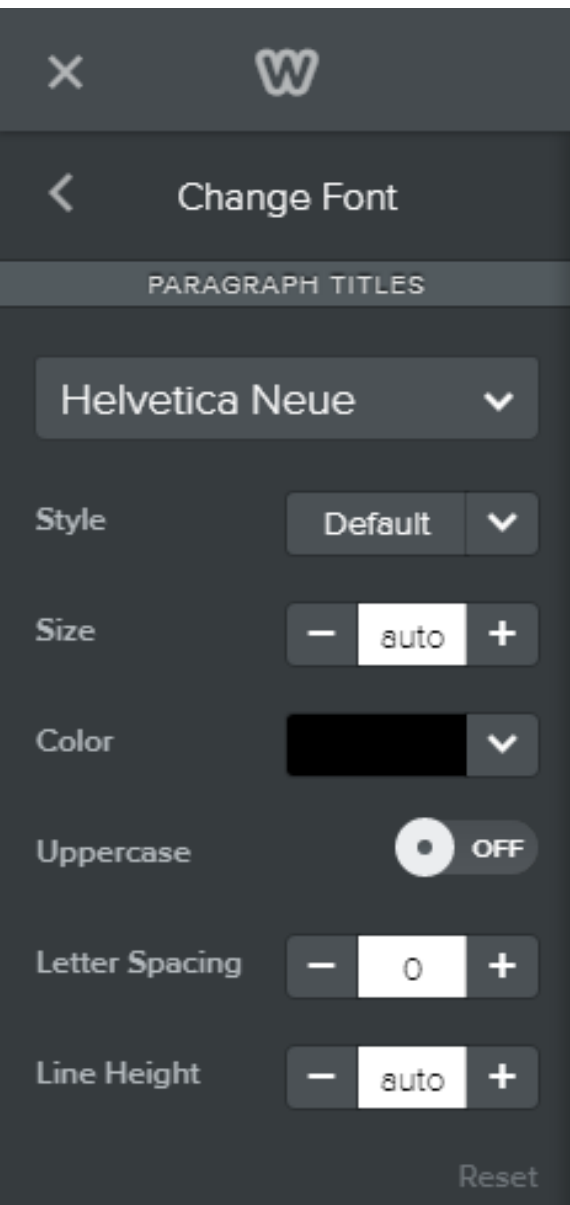 Change Font
PARAGRAPH TITLES
Helvetica Neue
Style Default
Size auto
Color
Uppercase OFF
Letter Spacing 0
Line Height auto
Reset